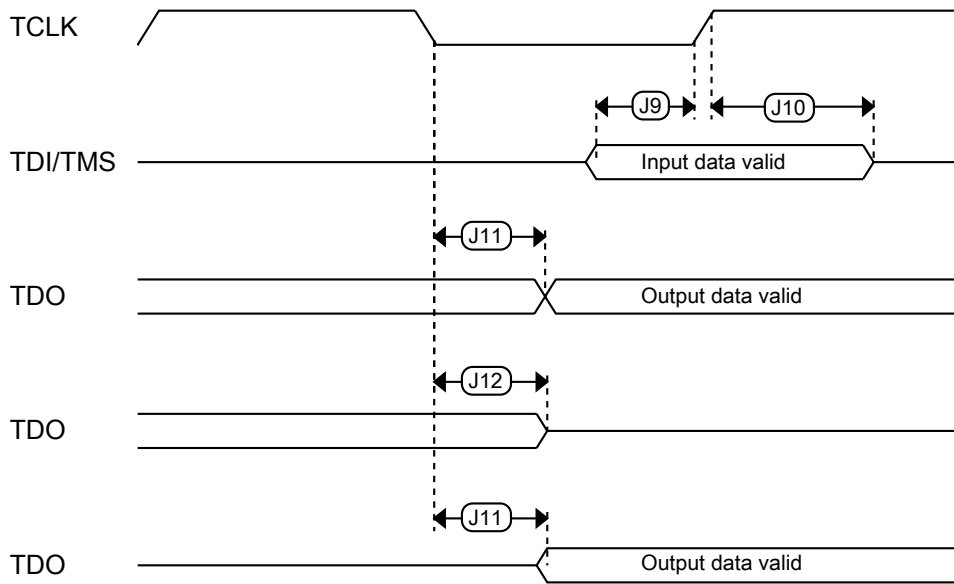 TCLK
J9
J10
TDI/TMS
Input data valid
J11
TDO
Output data valid
J12
TDO
J11
TDO
Output data valid